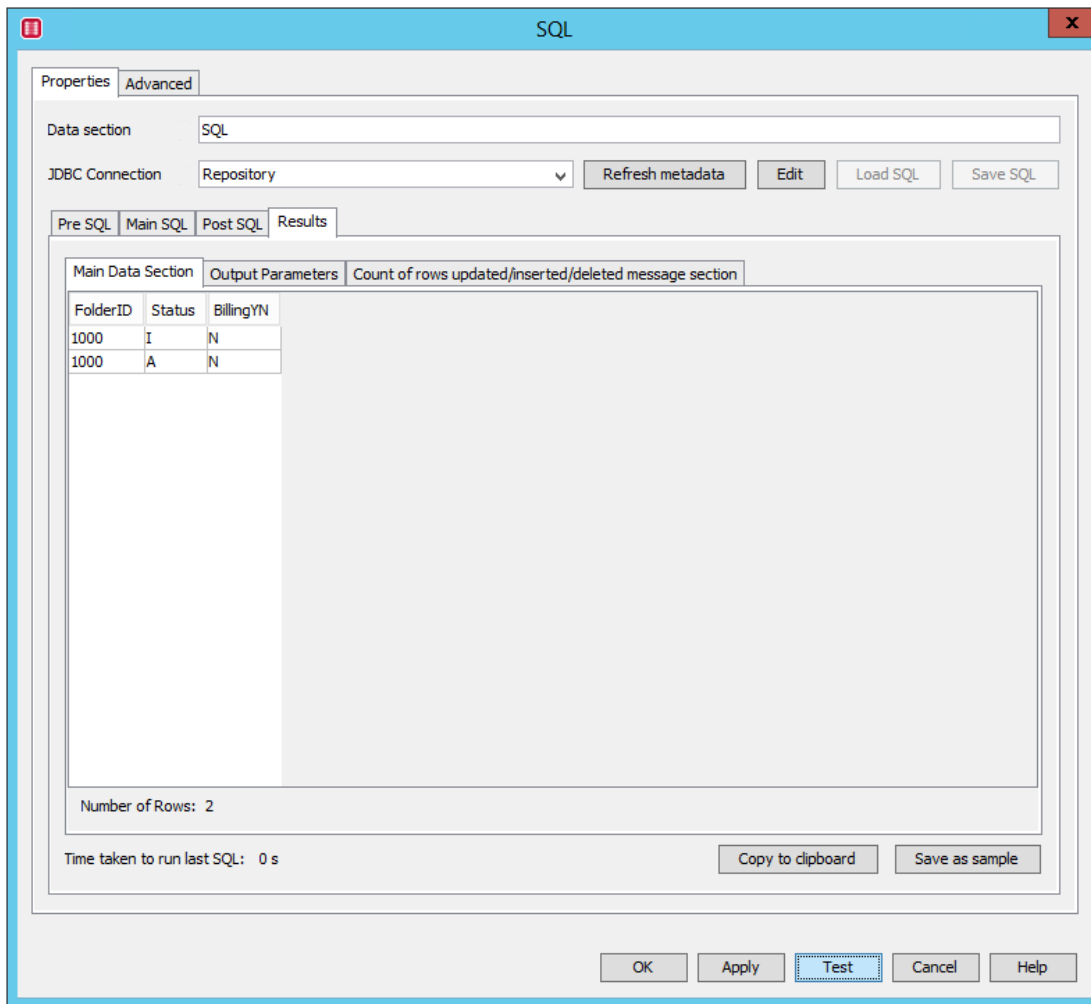 SQL
x
Properties Advanced
Data section SQL
JDBC Connection Repository Refresh metadata Edit Load SQL Save SQL
Pre SQL Main SQL Post SQL Results
Main Data Section Output Parameters Count of rows updated/inserted/deleted message section
FolderID Status BillingYN
1000 I N
1000 A N
Number of Rows: 2
Time taken to run last SQL: 0 s Copy to clipboard Save as sample
OK Apply Test Cancel Help